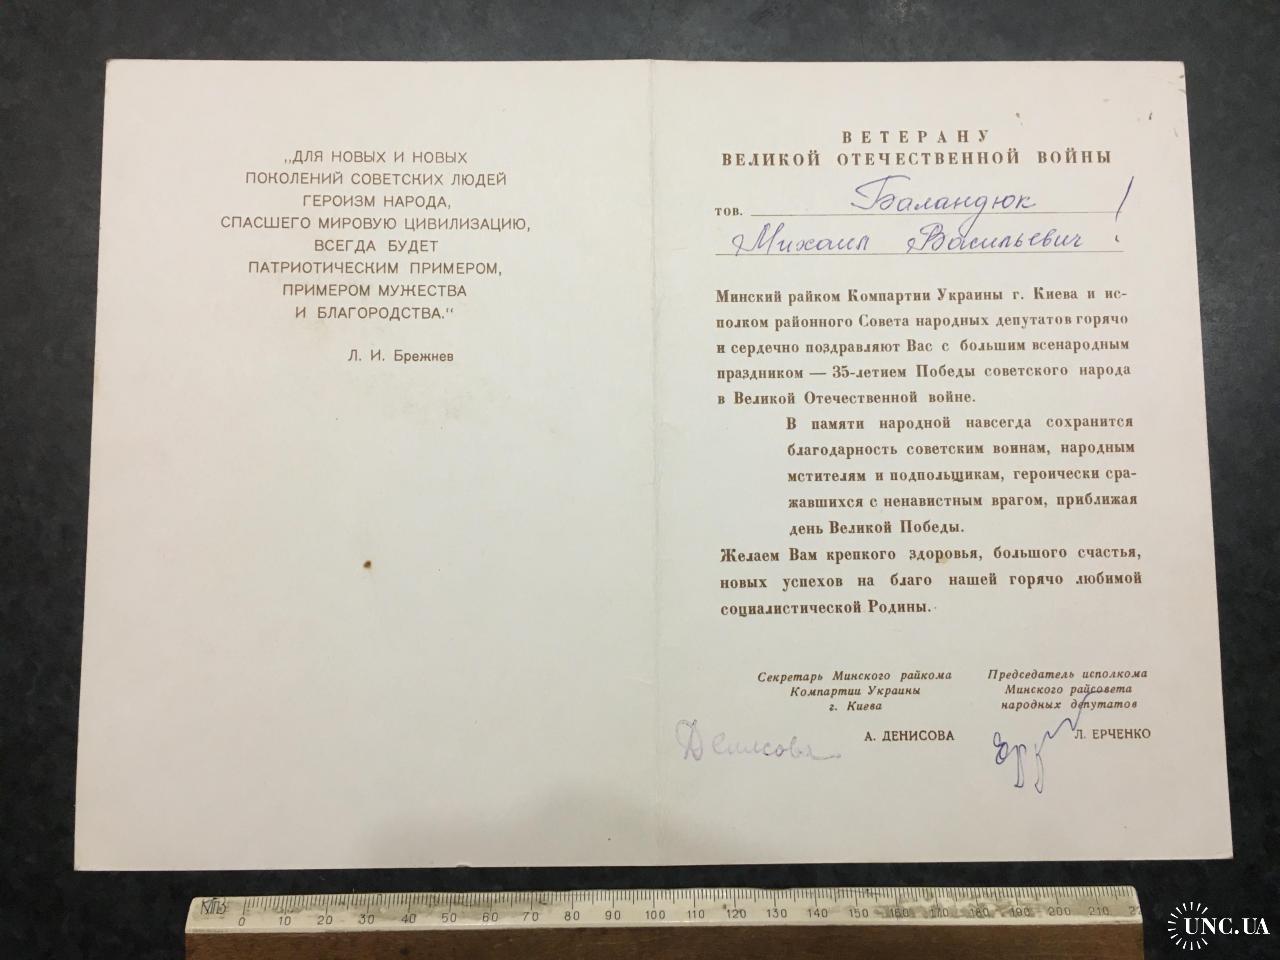 „ДЛЯ НОВЫХ И НОВЫХ
ПОКОЛЕНИЙ СОВЕТСКИХ ЛЮДЕЙ
ГЕРОИЗМ НАРОДА,
СПАСШЕГО МИРОВУЮ ЦИВИЛИЗАЦИЮ,
ВСЕГДА БУДЕТ
ПАТРИОТИЧЕСКИМ ПРИМЕРОМ,
ПРИМЕРОМ МУЖЕСТВА
И БЛАГОРОДСТВА.“
Л. И. Брежнев
ВЕТЕРАНУ
ВЕЛИКОЙ ОТЕЧЕСТВЕННОЙ ВОЙНЫ
тов. Баландюк
Михаил Васильевич!
Минский райком Компартии Украины г. Киева и ис-
полком районного Совета народных депутатов горячо
и сердечно поздравляют Вас с большим всенародным
праздником — 35-летием Победы советского народа
в Великой Отечественной войне.
В памяти народной навсегда сохранится
благодарность советским воинам, народным
мстителям и подпольщикам, героически сра-
жавшихся с ненавистным врагом, приближая
день Великой Победы.
Желаем Вам крепкого здоровья, большого счастья,
новых успехов на благо нашей горячо любимой
социалистической Родины.
Секретарь Минского райкома
Компартии Украины
г. Киева
А. ДЕНИСОВА
Денисова
Председатель исполкома
Минского райсовета
народных депутатов
Л. ЕРЧЕНКО
0 10 20 30 40 50 60 70 80 90 100 110 120 130 140 150 160 170 180 190 200 210
UNC.UA